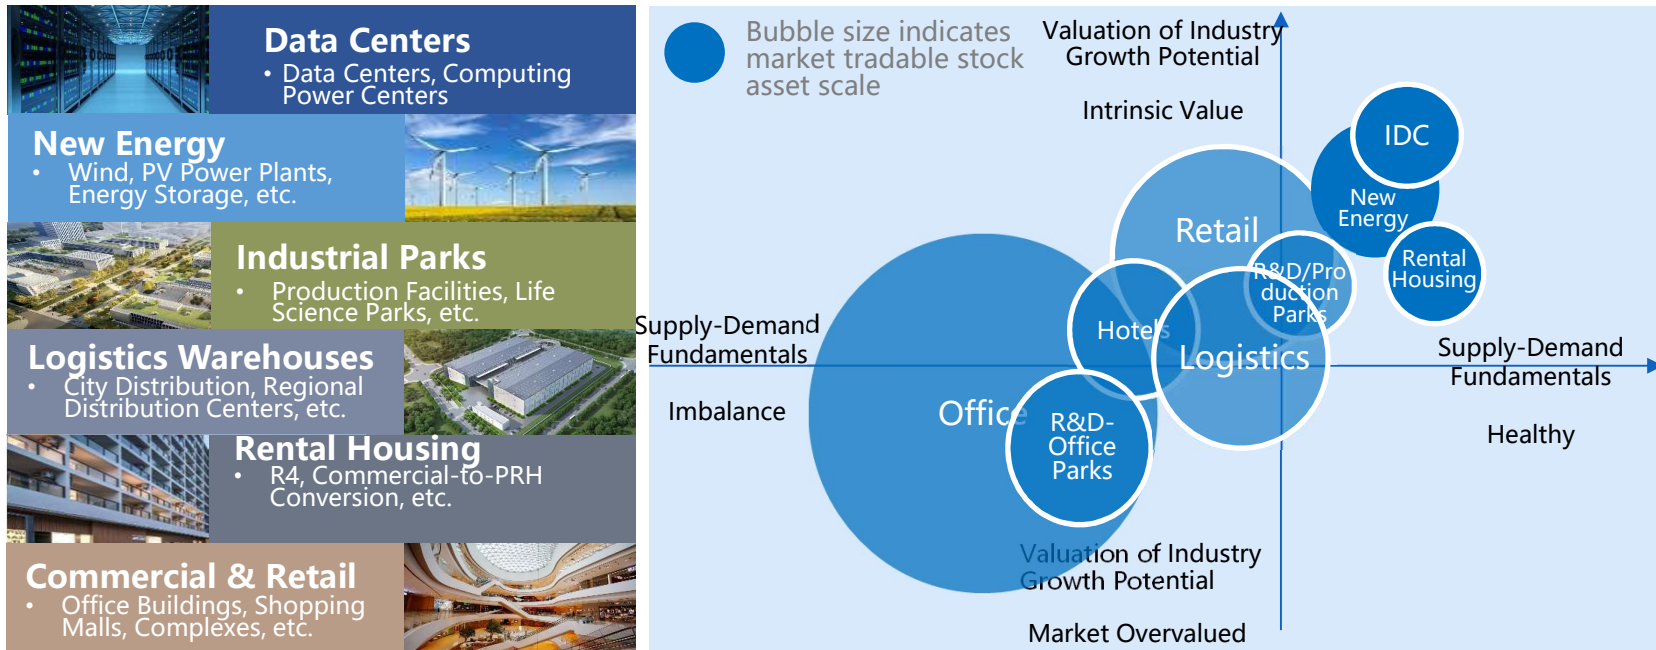 Data Centers
• Data Centers, Computing
Power Centers
New Energy
• Wind, PV Power Plants,
Energy Storage, etc.
Industrial Parks
• Production Facilities, Life
Science Parks, etc.
Logistics Warehouses
• City Distribution, Regional
Distribution Centers, etc.
Rental Housing
• R4, Commercial-to-PRH
Conversion, etc.
Commercial & Retail
• Office Buildings, Shopping
Malls, Complexes, etc.
Bubble size indicates
market tradable stock
asset scale
Valuation of Industry
Growth Potential
Intrinsic Value
IDC
New
Energy
Retail
Rental
Housing
R&D/Pro
duction
Parks
Supply-Demand
Fundamentals
Hotels
Logistics
Supply-Demand
Fundamentals
Imbalance
Office
R&D-
Office
Parks
Healthy
Valuation of Industry
Growth Potential
Market Overvalued